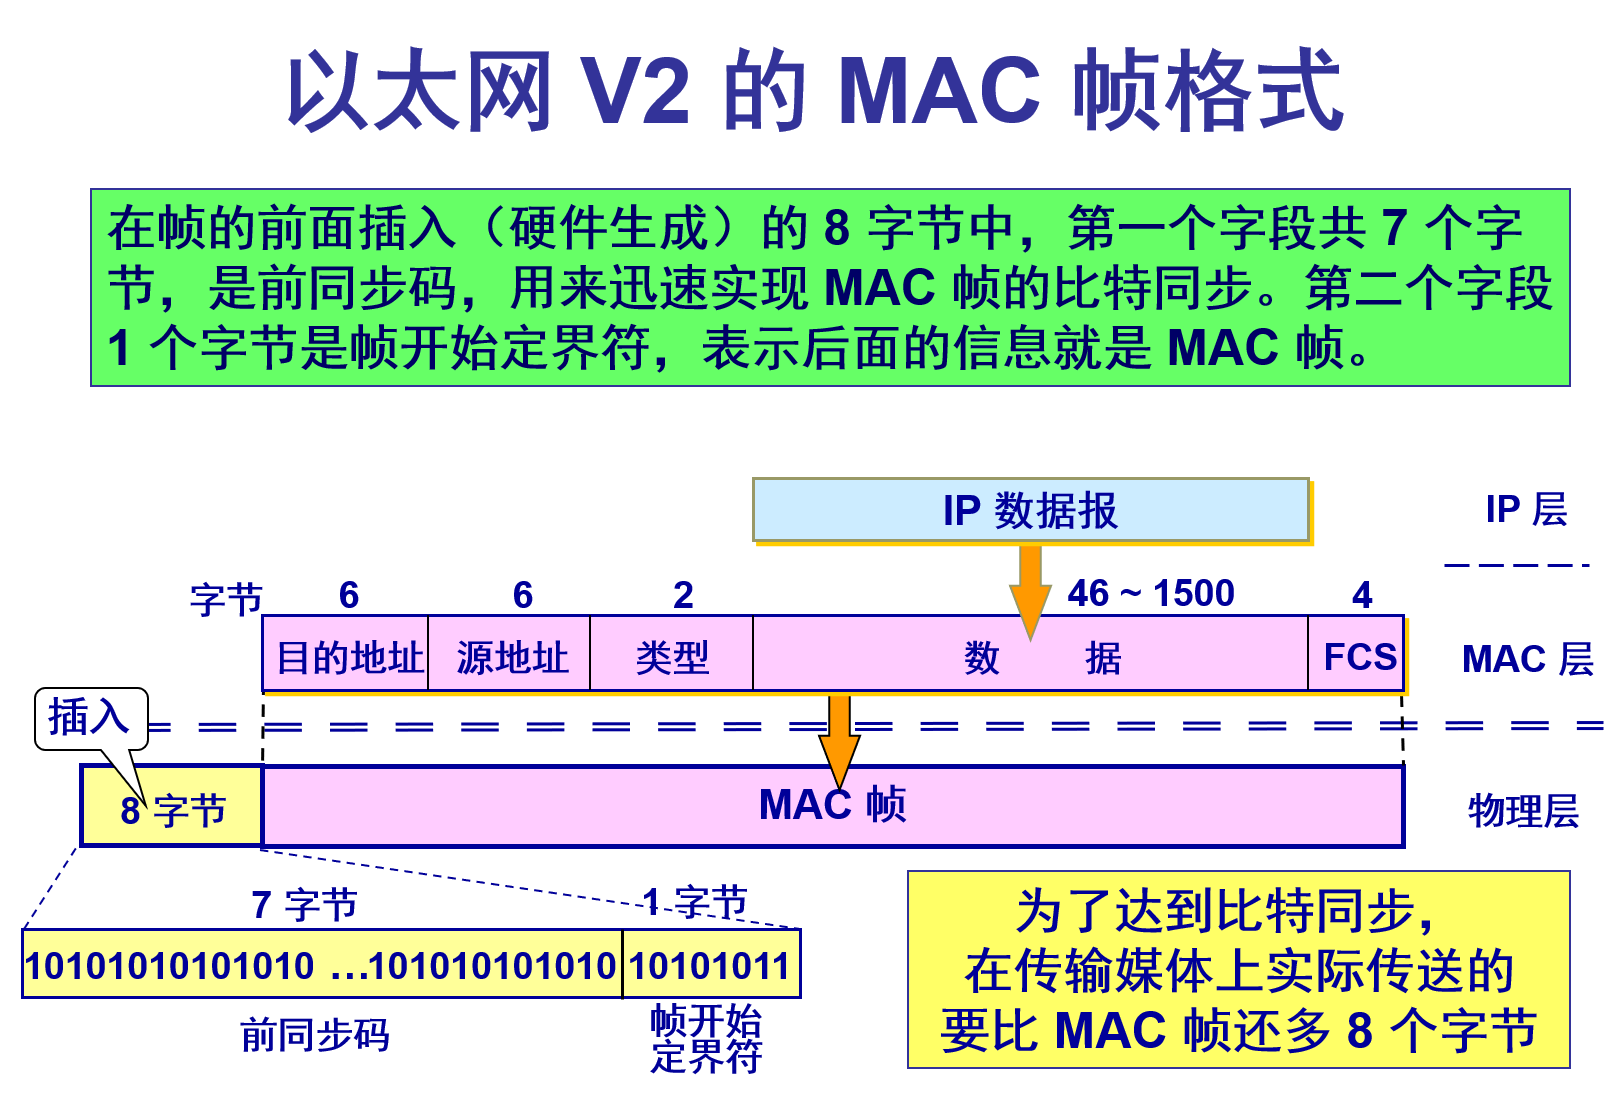 以太网 V2 的 MAC 帧格式
在帧的前面插入（硬件生成）的 8 字节中，第一个字段共 7 个字
节，是前同步码，用来迅速实现 MAC 帧的比特同步。第二个字段
1 个字节是帧开始定界符，表示后面的信息就是 MAC 帧。
IP 数据报
IP 层
字节
6
6
2
46 ~ 1500
4
目的地址
源地址
类型
数 据
FCS
MAC 层
插入
8 字节
MAC 帧
物理层
7 字节
1 字节
10101010101010 …101010101010
10101011
前同步码
帧开始
定界符
为了达到比特同步，
在传输媒体上实际传送的
要比 MAC 帧还多 8 个字节